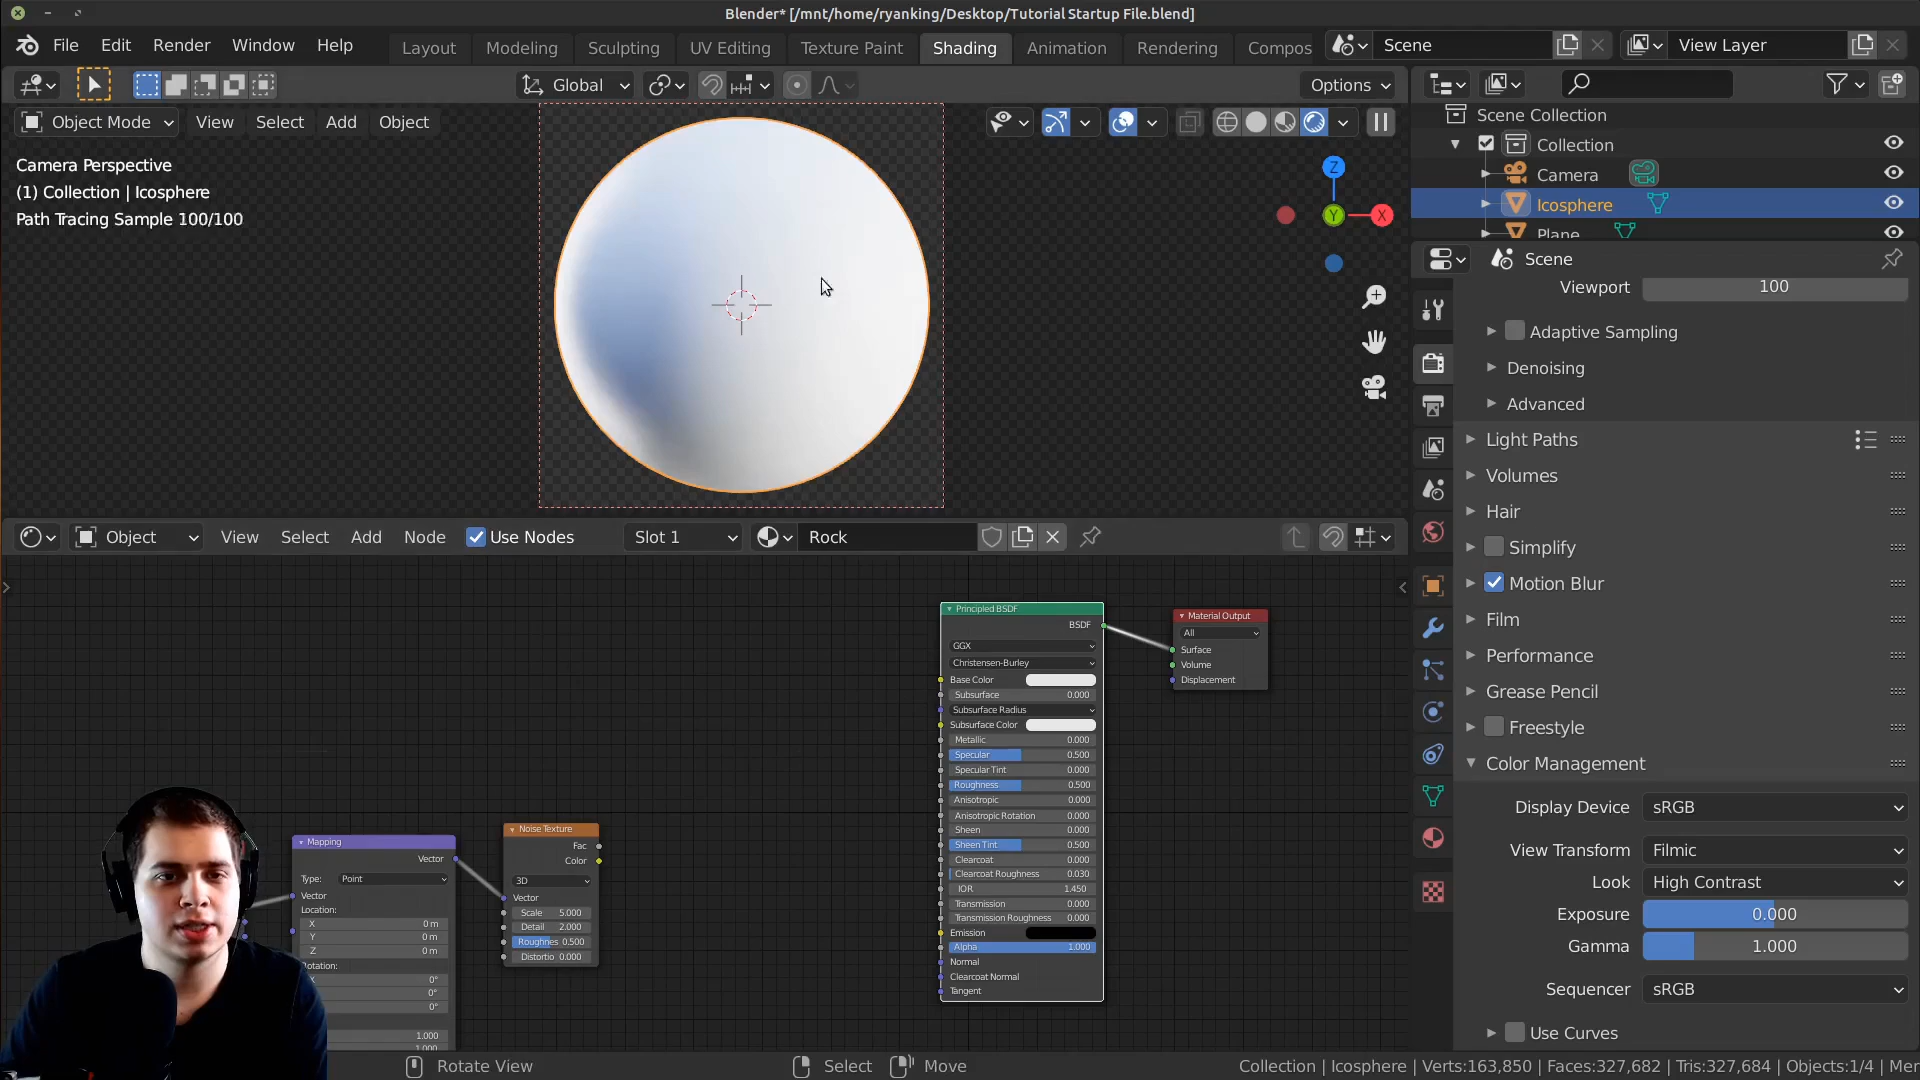 Blender* [/mnt/home/ryanking/Desktop/Tutorial Startup File.blend]
File Edit Render Window Help Layout Modeling Sculpting UV Editing Texture Paint Shading Animation Rendering Compos Scene View Layer
Global Options
Object Mode View Select Add Object
Camera Perspective
(1) Collection | Icosphere
Path Tracing Sample 100/100
Z
Y
X
Scene Collection
Collection
Camera
Icosphere
Plane
Scene
Viewport 100
Adaptive Sampling
Denoising
Advanced
Light Paths
Volumes
Hair
Simplify
Motion Blur
Film
Performance
Grease Pencil
Freestyle
Color Management
Display Device sRGB
View Transform Filmic
Look High Contrast
Exposure 0.000
Gamma 1.000
Sequencer sRGB
Use Curves
Object View Select Add Node Use Nodes Slot 1 Rock
Mapping
Vector
Type: Point
Vector
Location:
X 0 m
Y 0 m
Z 0 m
Rotation:
X 0°
0°
0°
1.000
1.000
Noise Texture
Fac
Color
3D
Vector
Scale 5.000
Detail 2.000
Roughnes 0.500
Distortio 0.000
Principled BSDF
BSDF
GGX
Christensen-Burley
Base Color
Subsurface 0.000
Subsurface Radius
Subsurface Color
Metallic 0.000
Specular 0.500
Specular Tint 0.000
Roughness 0.500
Anisotropic 0.000
Anisotropic Rotation 0.000
Sheen 0.000
Sheen Tint 0.500
Clearcoat 0.000
Clearcoat Roughness 0.030
IOR 1.450
Transmission 0.000
Transmission Roughness 0.000
Emission
Alpha 1.000
Normal
Clearcoat Normal
Tangent
Material Output
All
Surface
Volume
Displacement
Rotate View Select Move Collection | Icosphere | Verts:163,850 | Faces:327,682 | Tris:327,684 | Objects:1/4 | Mer